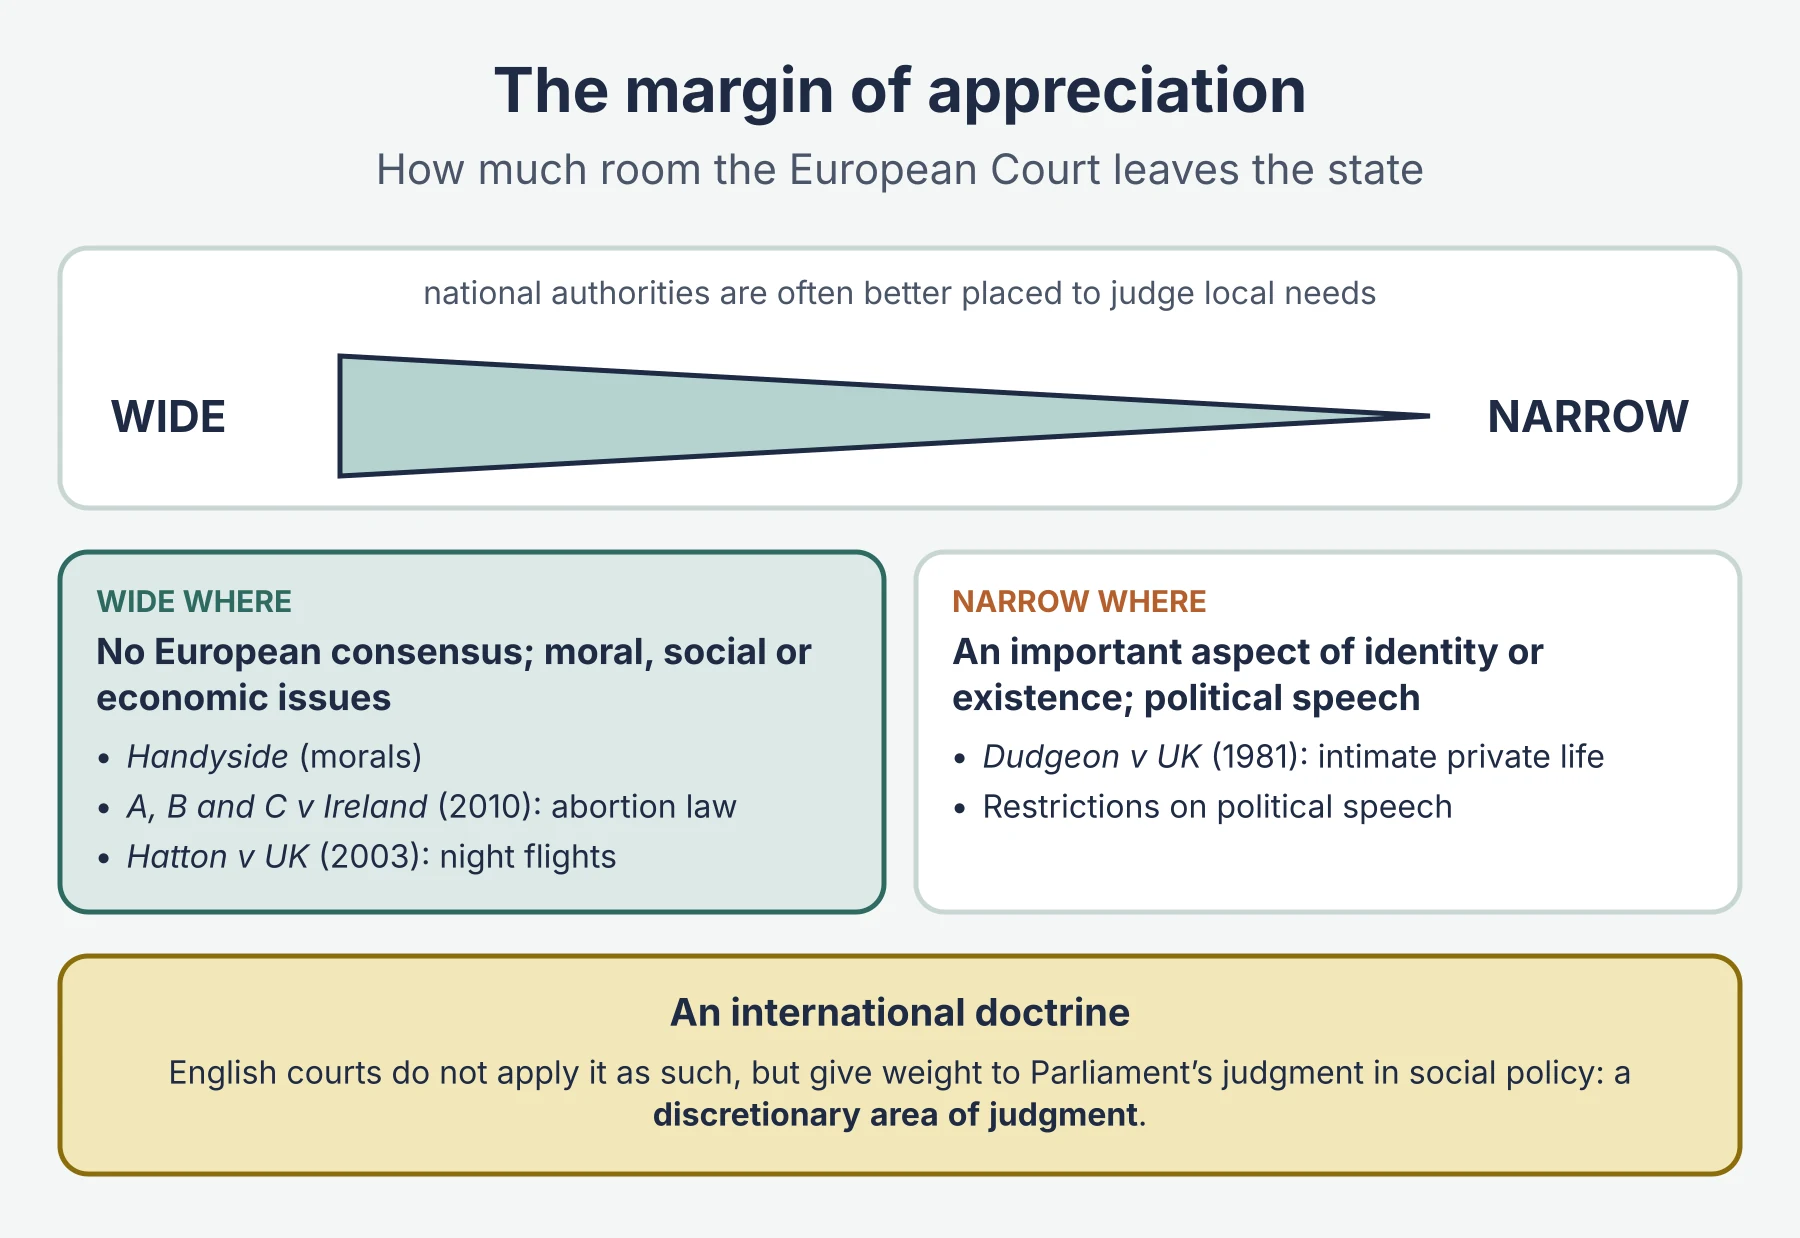 The margin of appreciation
How much room the European Court leaves the state
national authorities are often better placed to judge local needs
WIDE
NARROW
WIDE WHERE
No European consensus; moral, social or
economic issues
• Handyside (morals)
• A, B and C v Ireland (2010): abortion law
• Hatton v UK (2003): night flights
NARROW WHERE
An important aspect of identity or
existence; political speech
• Dudgeon v UK (1981): intimate private life
• Restrictions on political speech
An international doctrine
English courts do not apply it as such, but give weight to Parliament’s judgment in social policy: a
discretionary area of judgment.